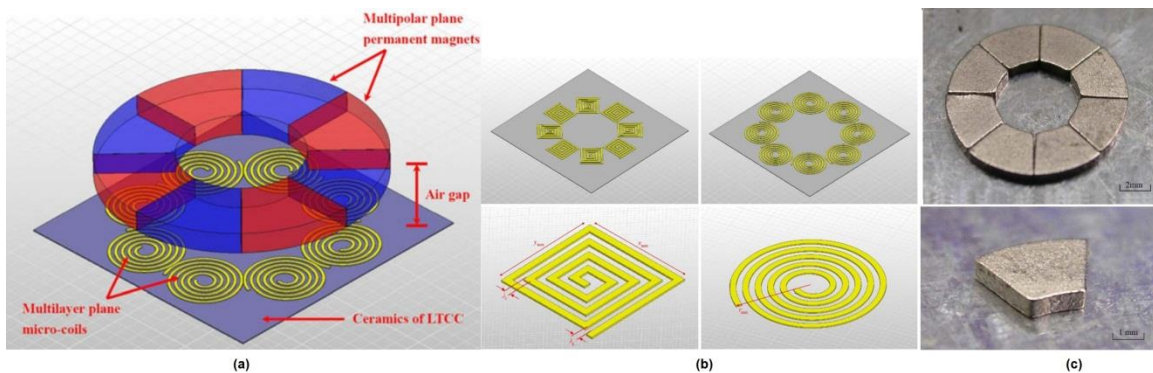 Multipolar plane
permanent magnets
Air gap
Multilayer plane
micro-coils
Ceramics of LTCC
2mm
1mm
(a)
(b)
(c)